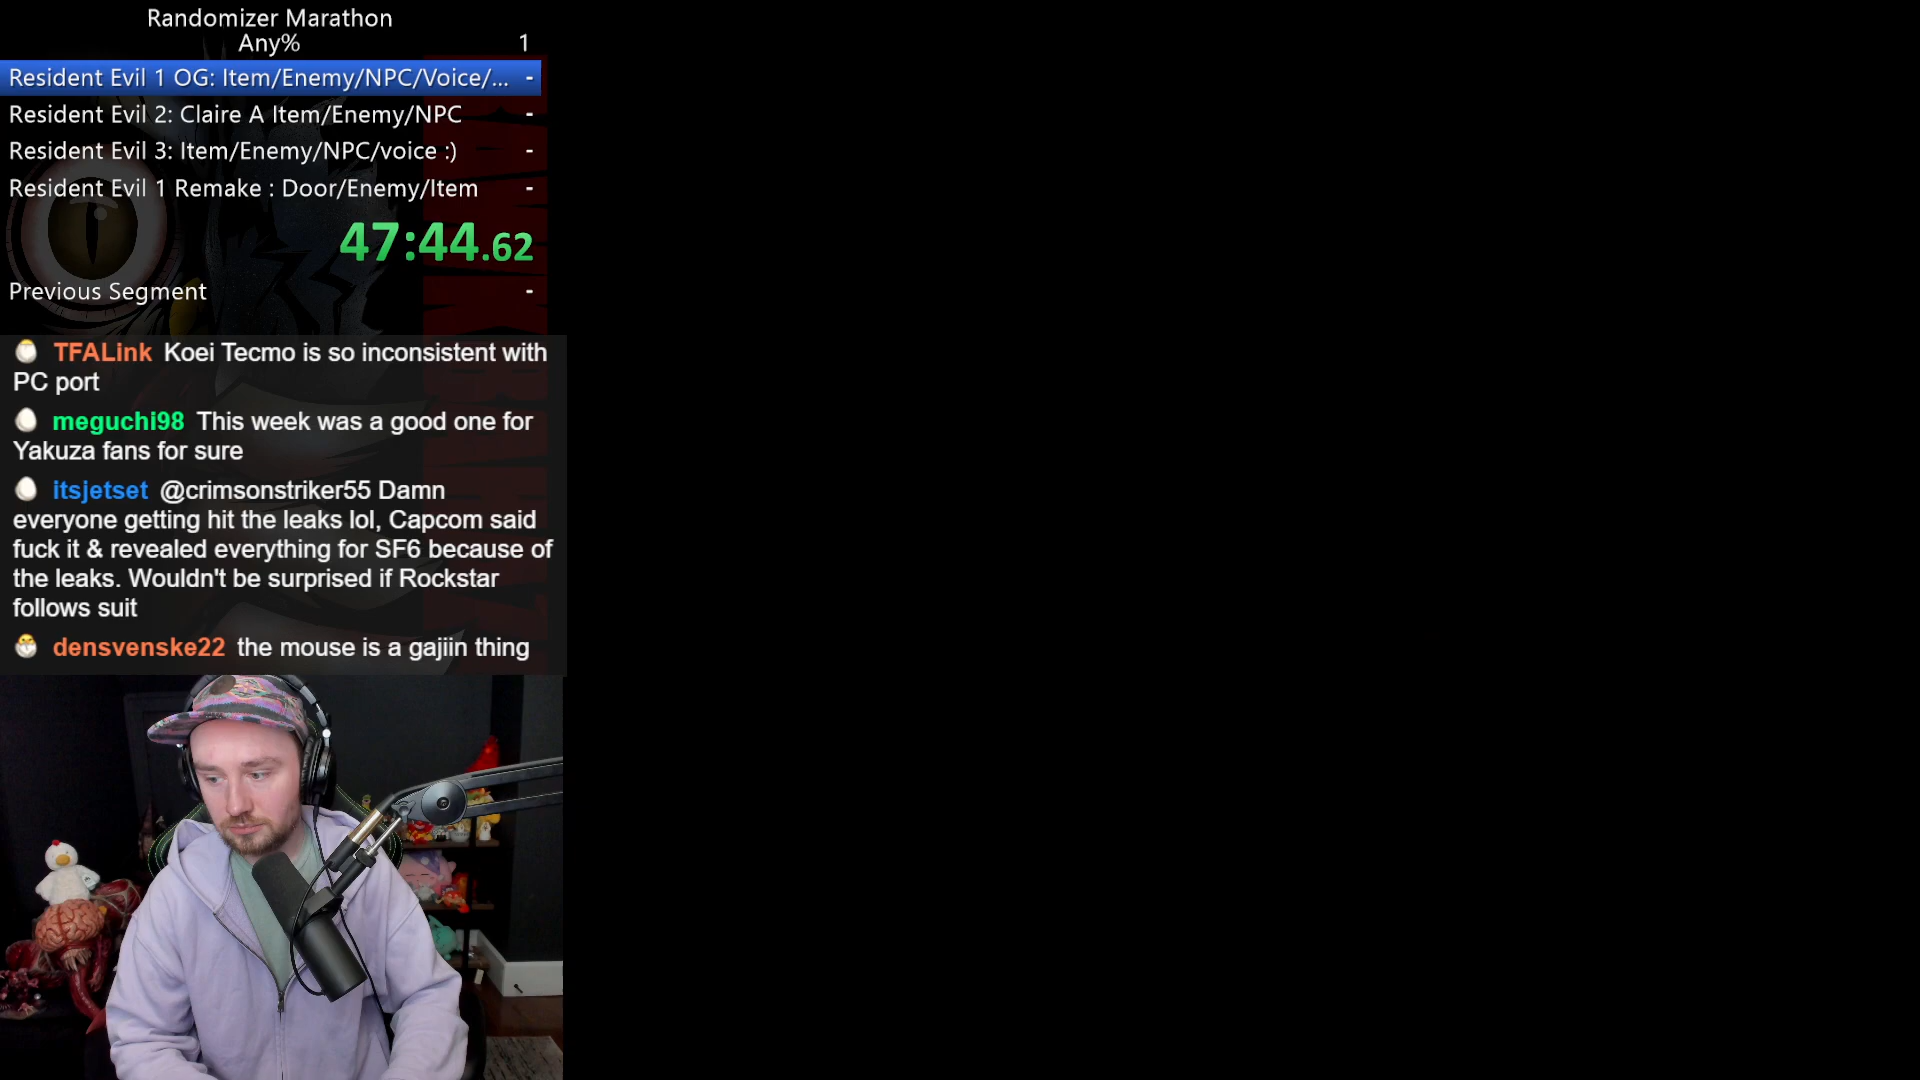 Randomizer Marathon
Any% 1
Resident Evil 1 OG: Item/Enemy/NPC/Voice/... -
Resident Evil 2: Claire A Item/Enemy/NPC -
Resident Evil 3: Item/Enemy/NPC/voice :) -
Resident Evil 1 Remake : Door/Enemy/Item -
47:44.62
Previous Segment -
TFALink Koei Tecmo is so inconsistent with
PC port
meguchi98 This week was a good one for
Yakuza fans for sure
itsjetset @crimsonstriker55 Damn
everyone getting hit the leaks lol, Capcom said
fuck it & revealed everything for SF6 because of
the leaks. Wouldn't be surprised if Rockstar
follows suit
densvenske22 the mouse is a gajiin thing